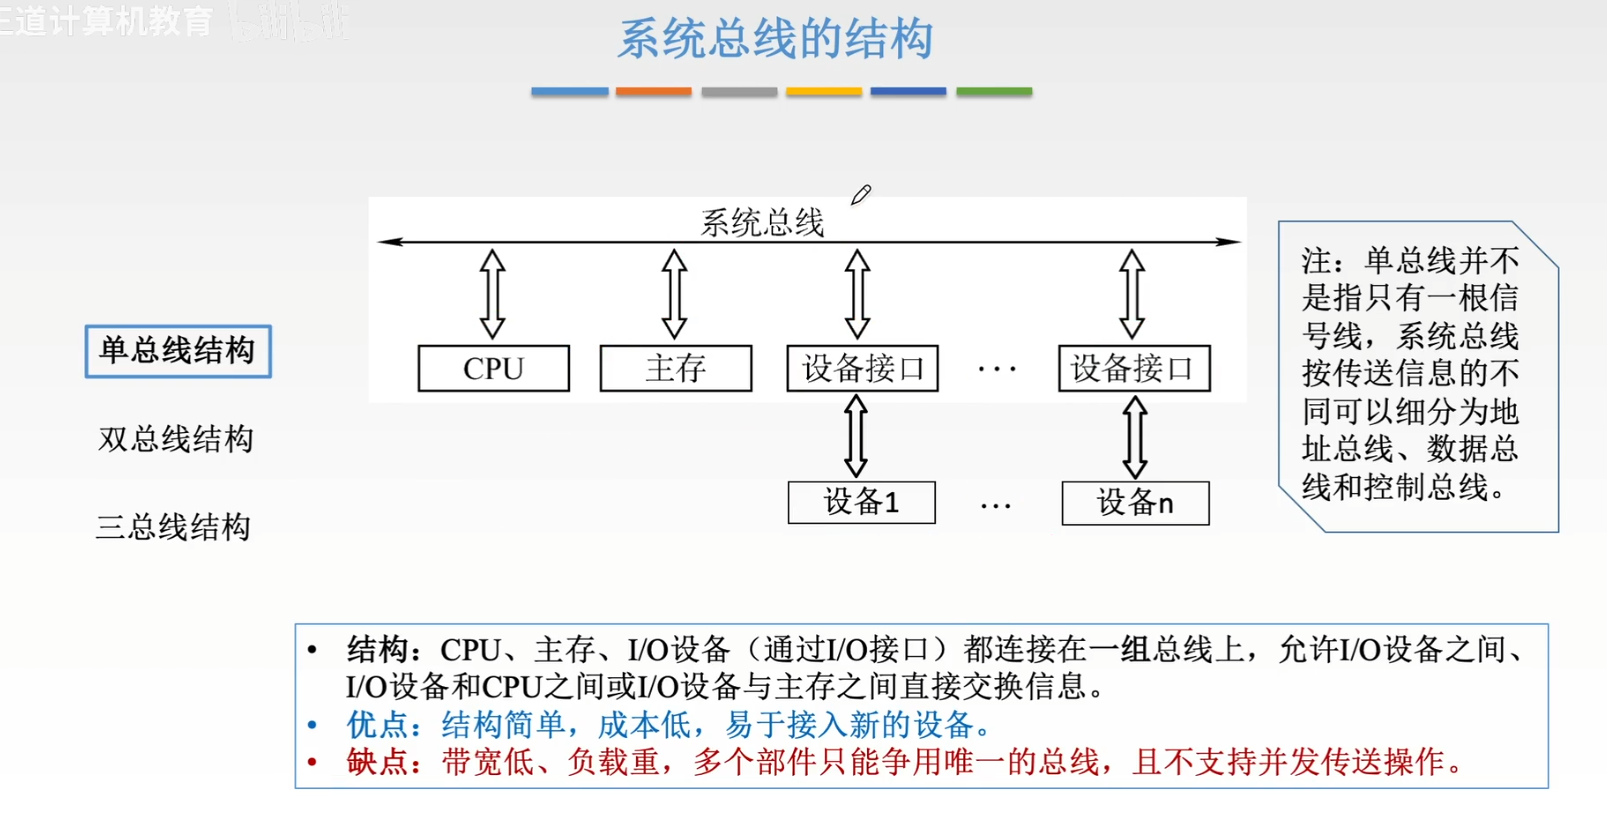 王道计算机教育 bilibili
系统总线的结构
系统总线
CPU 主存 设备接口 ··· 设备接口
设备1 ··· 设备n
单总线结构
双总线结构
三总线结构
注：单总线并不
是指只有一根信
号线，系统总线
按传送信息的不
同可以细分为地
址总线、数据总
线和控制总线。
• 结构：CPU、主存、I/O设备（通过I/O接口）都连接在一组总线上，允许I/O设备之间、
I/O设备和CPU之间或I/O设备与主存之间直接交换信息。
• 优点：结构简单，成本低，易于接入新的设备。
• 缺点：带宽低、负载重，多个部件只能争用唯一的总线，且不支持并发传送操作。